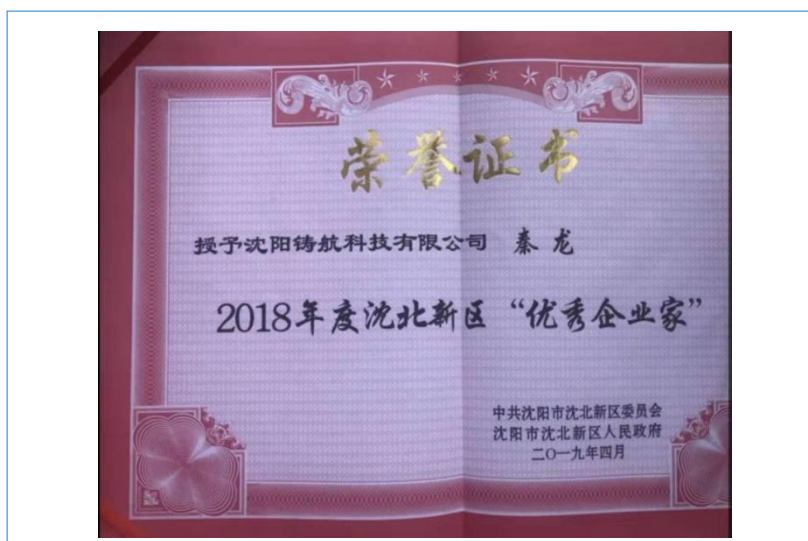 荣誉证书
授予沈阳铸航科技有限公司 秦龙
2018年度沈北新区“优秀企业家”
中共沈阳市沈北新区委员会
沈阳市沈北新区人民政府
二〇一九年四月